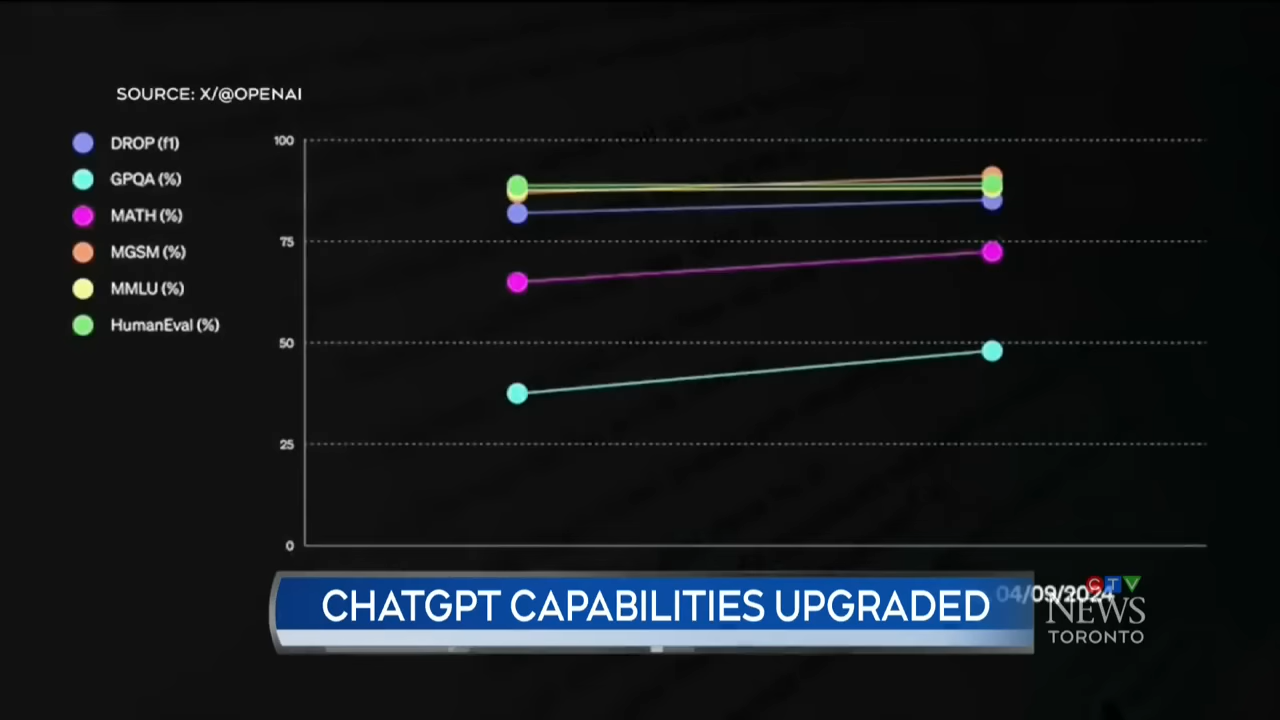 SOURCE: X/@OPENAI
DROP (f1)
GPQA (%)
MATH (%)
MGSM (%)
MMLU (%)
HumanEval (%)
100
75
50
25
0
CHATGPT CAPABILITIES UPGRADED
04/09/2024
CTV
NEWS
TORONTO